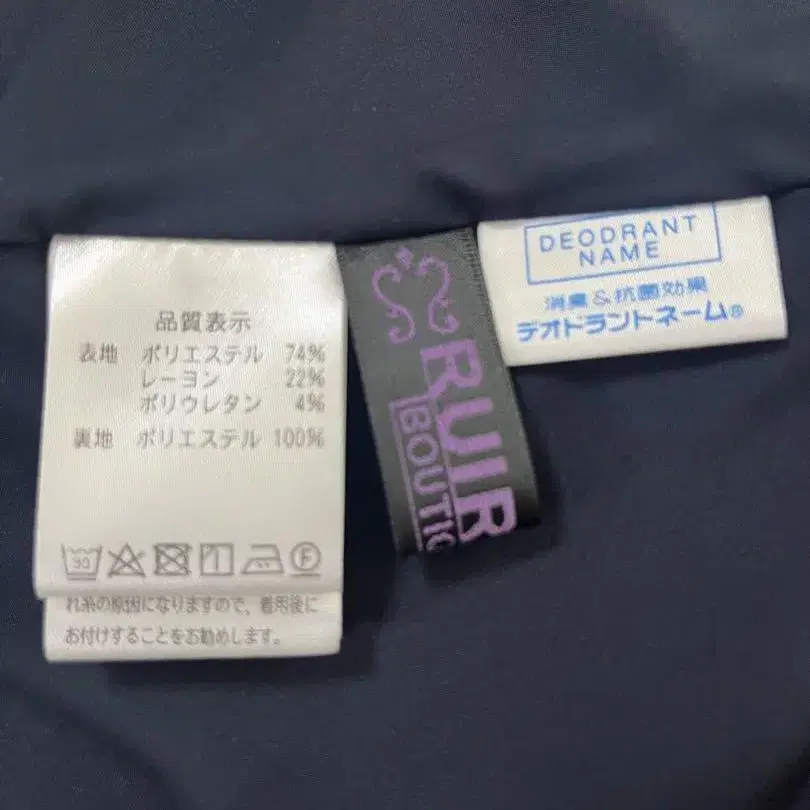 品質表示
表地 ポリエステル 74%
レーヨン 22%
ポリウレタン 4%
裏地 ポリエステル 100%
30
F
れ糸の原因になりますので、着用後に
お付けすることをお勧めします。
RUIR
BOUTIQ
DEODRANT
NAME
消臭&抗菌効果
デオドラントネーム®